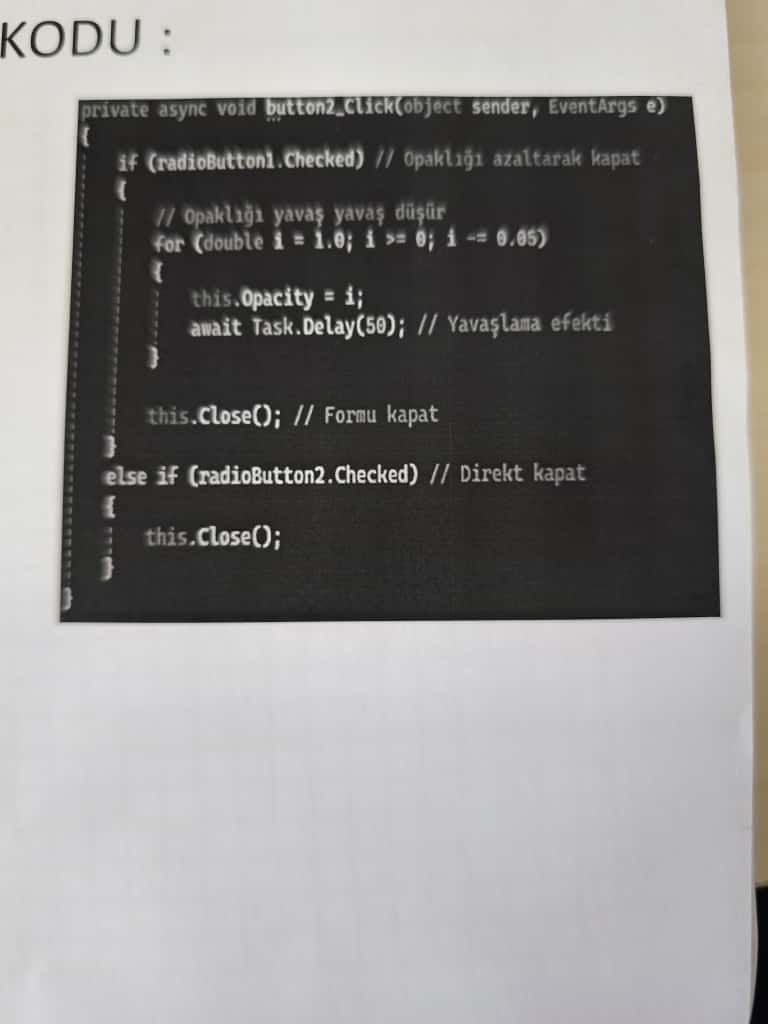 KODU :
private async void button2_Click(object sender, EventArgs e)
{
if (radioButton1.Checked) // Opaklığı azaltarak kapat
{
// Opaklığı yavaş yavaş düşür
for (double i = 1.0; i >= 0; i -= 0.05)
{
this.Opacity = i;
await Task.Delay(50); // Yavaşlama efekti
}
this.Close(); // Formu kapat
}
else if (radioButton2.Checked) // Direkt kapat
{
this.Close();
}
}